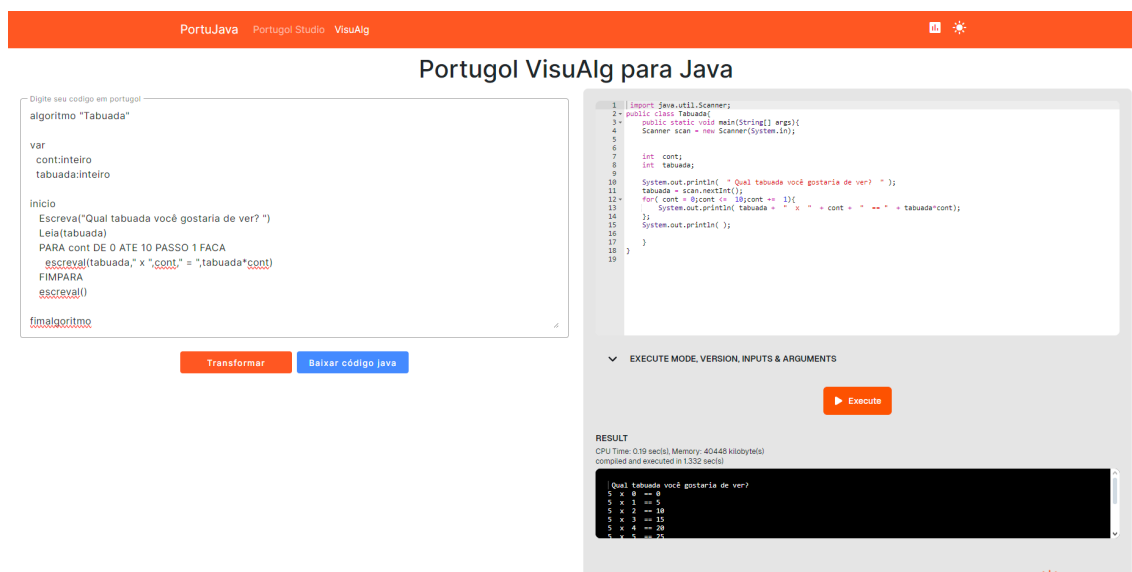 PortuJava Portugol Studio VisuAlg
Portugol VisuAlg para Java
Digite seu codigo em portugol
algoritmo "Tabuada"
var
cont:inteiro
tabuada:inteiro
inicio
Escreva("Qual tabuada você gostaria de ver? ")
Leia(tabuada)
PARA cont DE 0 ATE 10 PASSO 1 FACA
escreval(tabuada," x ",cont," = ",tabuada*cont)
FIMPARA
escreval()
fimalgoritmo
Transformar Baixar código java
1 import java.util.Scanner;
2 public class Tabuada{
3 public static void main(String[] args){
4 Scanner scan = new Scanner(System.in);
5
6
7 int cont;
8 int tabuada;
9
10 System.out.println( " Qual tabuada você gostaria de ver? " );
11 tabuada = scan.nextInt();
12 for( cont = 0;cont <= 10;cont += 1){
13 System.out.println( tabuada + " x " + cont + " == " + tabuada*cont);
14 };
15 System.out.println( );
16
17 }
18 }
19
EXECUTE MODE, VERSION, INPUTS & ARGUMENTS
Execute
RESULT
CPU Time: 0.19 sec(s), Memory: 40448 kilobyte(s)
compiled and executed in 1.332 sec(s)
Qual tabuada você gostaria de ver?
5 x 0 == 0
5 x 1 == 5
5 x 2 == 10
5 x 3 == 15
5 x 4 == 20
5 x 5 == 25